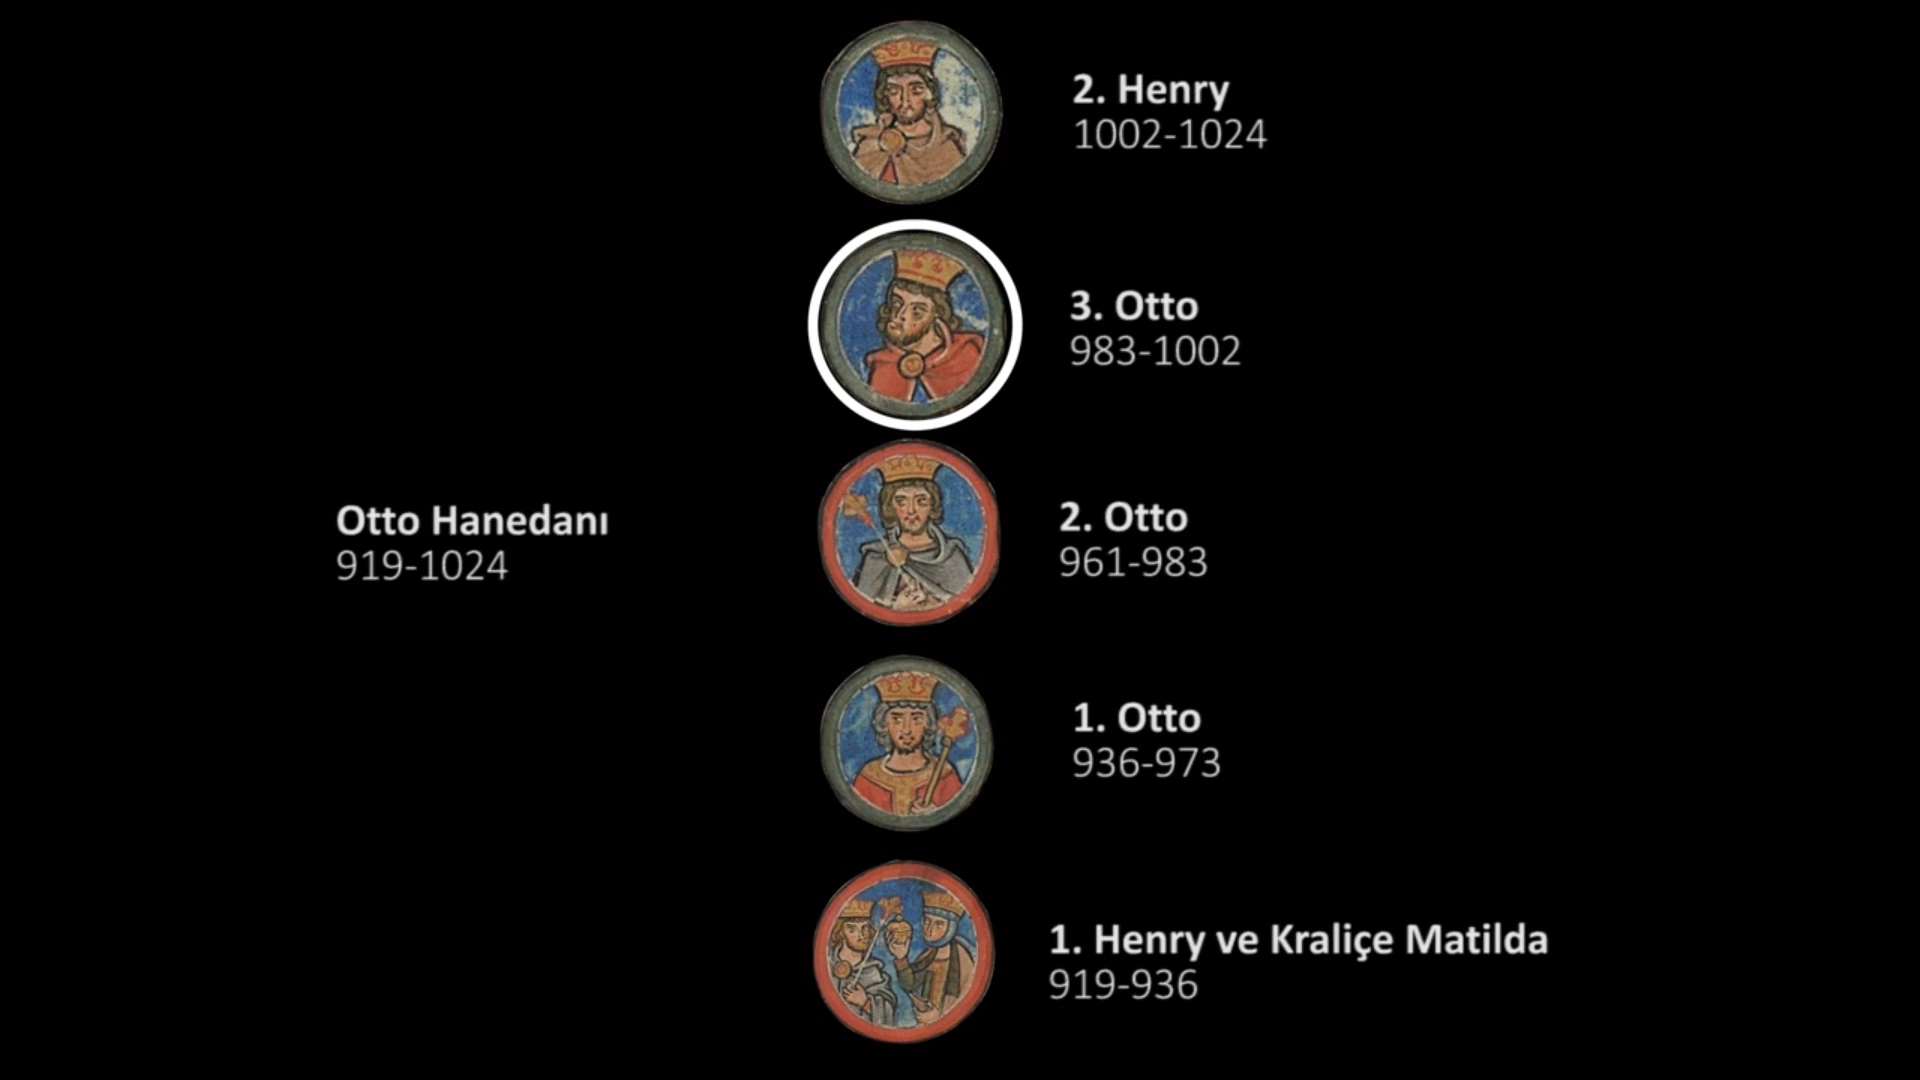 2. Henry
1002-1024
3. Otto
983-1002
Otto Hanedanı
919-1024
2. Otto
961-983
1. Otto
936-973
1. Henry ve Kraliçe Matilda
919-936